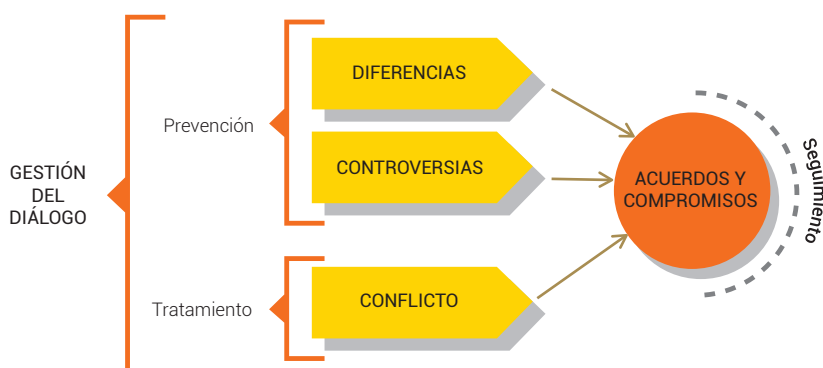 GESTIÓN
DEL
DIÁLOGO
Prevención
DIFERENCIAS
CONTROVERSIAS
Tratamiento
CONFLICTO
ACUERDOS Y
COMPROMISOS
Seguimiento